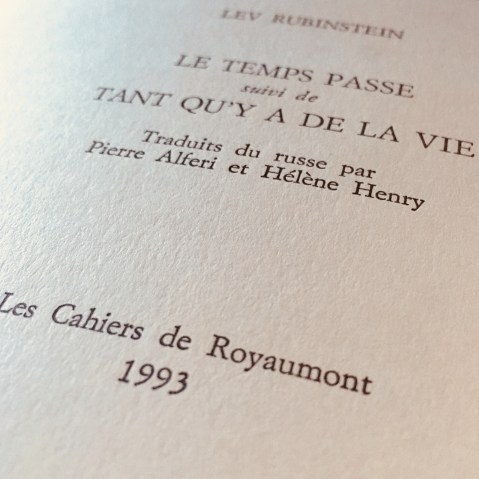 LEV RUBINSTEIN
LE TEMPS PASSE
suivi de
TANT QU'Y A DE LA VIE
Traduits du russe par
Pierre Alferi et Hélène Henry
Les Cahiers de Royaumont
1993